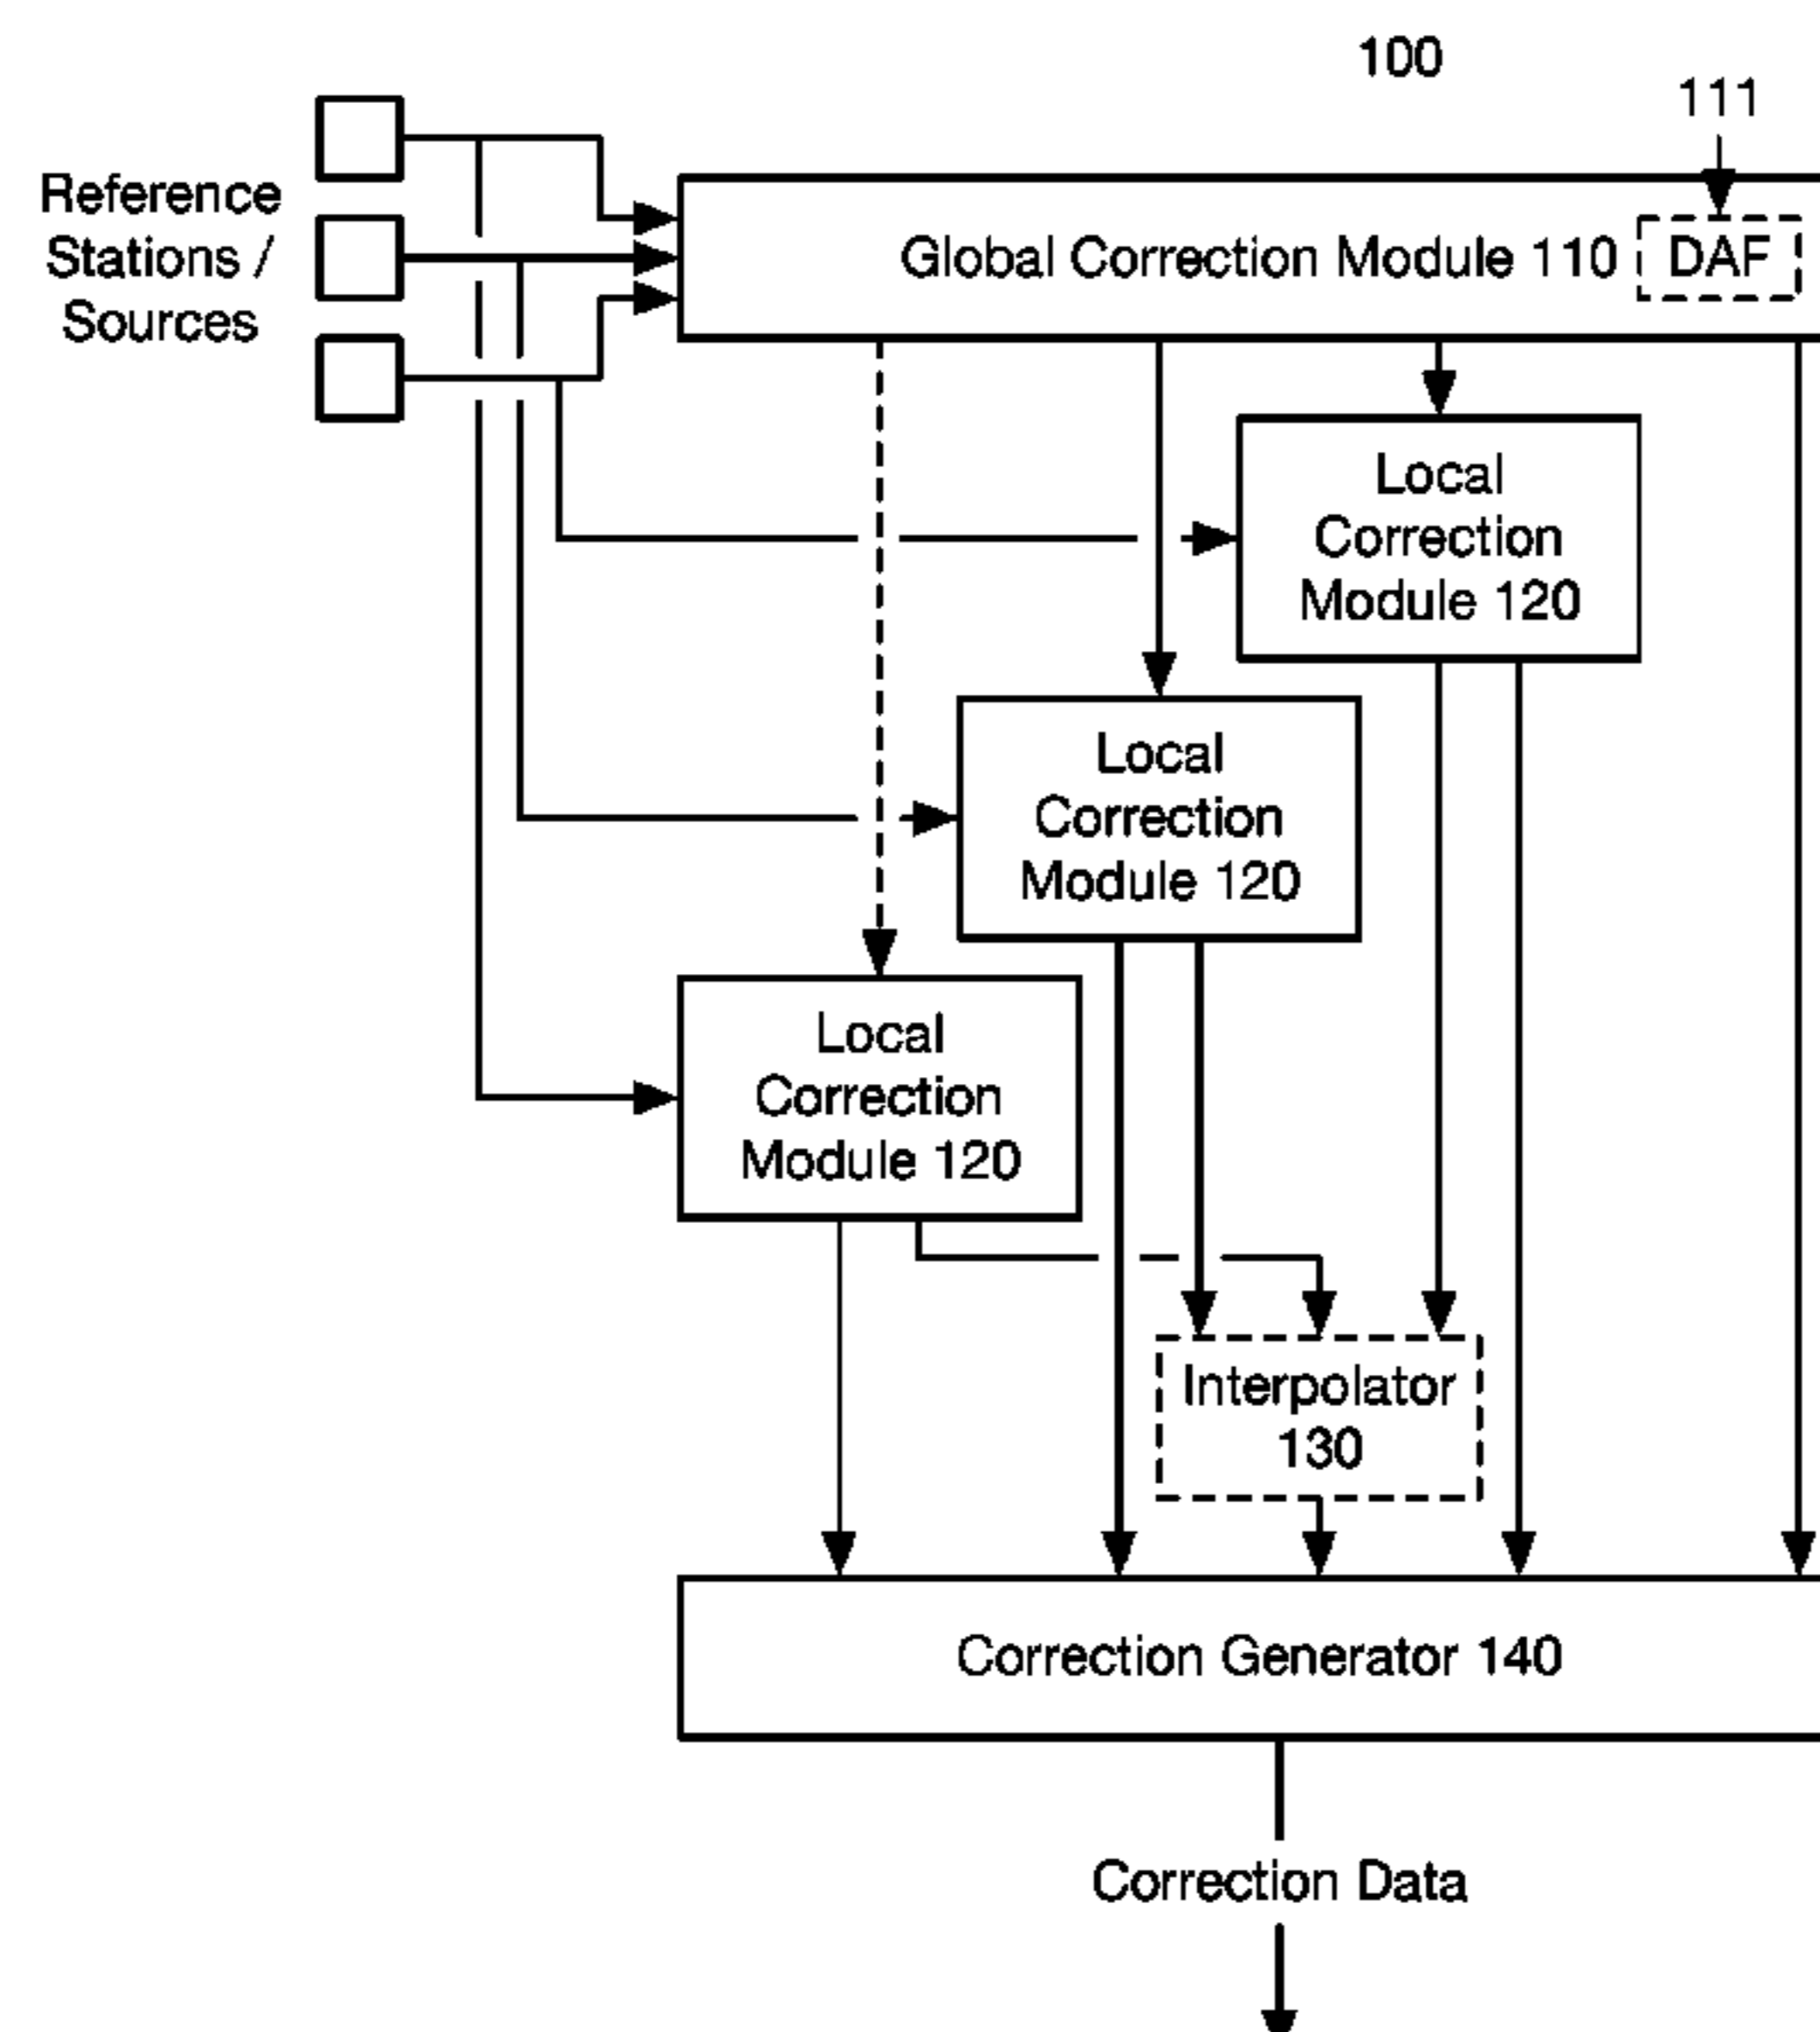 100
111
Reference
Stations /
Sources
Global Correction Module 110
DAF
Local
Correction
Module 120
Local
Correction
Module 120
Local
Correction
Module 120
Interpolator
130
Correction Generator 140
Correction Data